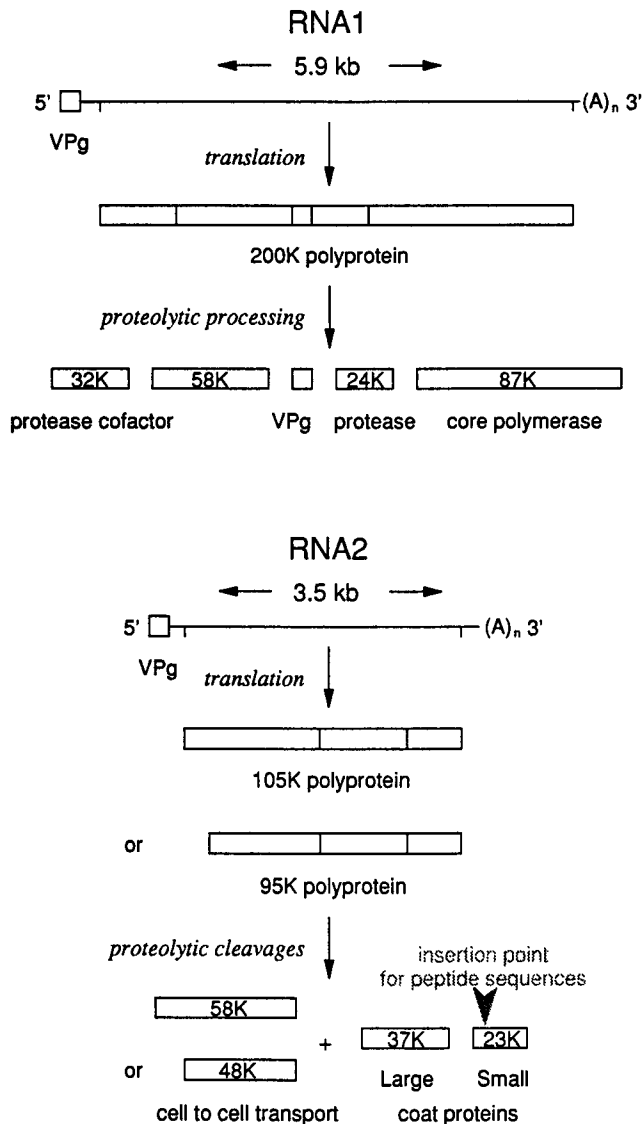 RNA1
5.9 kb
5' (A)n 3'
VPg
translation
200K polyprotein
proteolytic processing
32K 58K 24K 87K
protease cofactor VPg protease core polymerase
RNA2
3.5 kb
5' (A)n 3'
VPg
translation
105K polyprotein
or
95K polyprotein
proteolytic cleavages
insertion point
for peptide sequences
58K
+ 37K 23K
or 48K
Large Small
cell to cell transport coat proteins